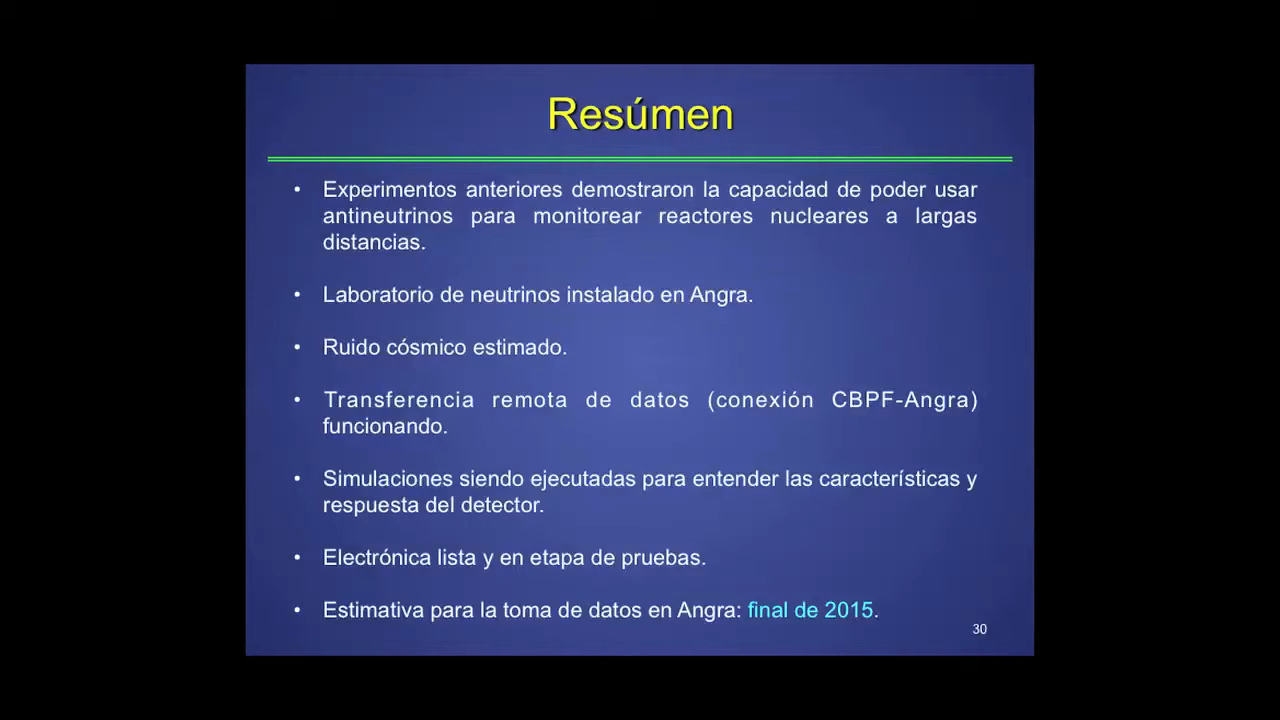 Resúmen
• Experimentos anteriores demostraron la capacidad de poder usar
antineutrinos para monitorear reactores nucleares a largas
distancias.
• Laboratorio de neutrinos instalado en Angra.
• Ruido cósmico estimado.
• Transferencia remota de datos (conexión CBPF-Angra)
funcionando.
• Simulaciones siendo ejecutadas para entender las características y
respuesta del detector.
• Electrónica lista y en etapa de pruebas.
• Estimativa para la toma de datos en Angra: final de 2015.
30